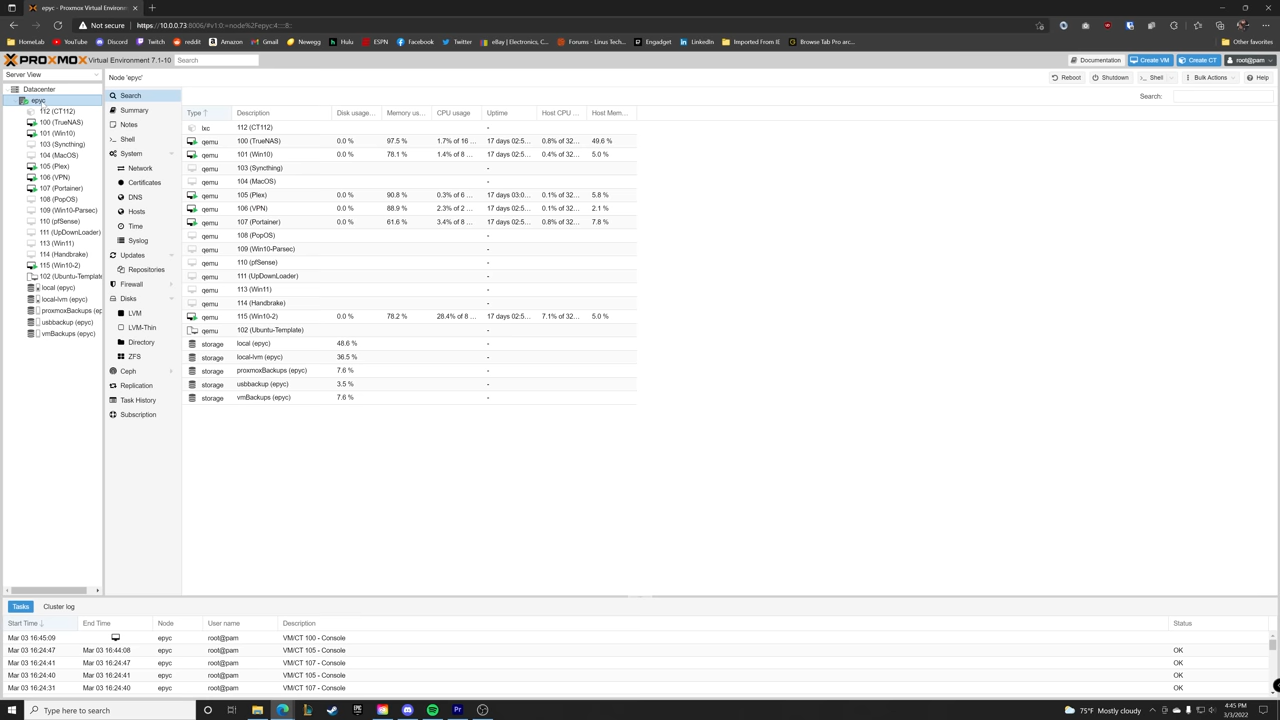 epyc - Proxmox Virtual Environm
Not secure https://10.0.0.73:8006/#v1:0:=node%2Fepyc:4::::8::
HomeLab YouTube Discord Twitch reddit Amazon Gmail Newegg Hulu ESPN Facebook Twitter eBay | Electronics, C... Forums - Linus Tech... Engadget LinkedIn Imported From IE Browse Fab Pro arc... Other favorites
PROXMOX Virtual Environment 7.1-10 Search Documentation Create VM Create CT root@pam
Server View
Node 'epyc' Reboot Shutdown Shell Bulk Actions Help
Datacenter
epyc
112 (CT112)
100 (TrueNAS)
101 (Win10)
103 (Syncthing)
104 (MacOS)
105 (Plex)
106 (VPN)
107 (Portainer)
108 (PopOS)
109 (Win10-Parsec)
110 (pfSense)
111 (UpDownLoader)
113 (Win11)
114 (Handbrake)
115 (Win10-2)
102 (Ubuntu-Template
local (epyc)
local-lvm (epyc)
proxmoxBackups (ep
usbbackup (epyc)
vmBackups (epyc)
Search
Summary
Notes
Shell
System
Network
Certificates
DNS
Hosts
Time
Syslog
Updates
Repositories
Firewall
Disks
LVM
LVM-Thin
Directory
ZFS
Ceph
Replication
Task History
Subscription
Search:
Type Description Disk usage... Memory us... CPU usage Uptime Host CPU ... Host Mem...
lxc 112 (CT112) -
qemu 100 (TrueNAS) 0.0 % 97.5 % 1.7% of 16 ... 17 days 02:5... 0.8% of 32... 49.6 %
qemu 101 (Win10) 0.0 % 78.1 % 1.4% of 8 ... 17 days 02:5... 0.4% of 32... 5.0 %
qemu 103 (Syncthing) -
qemu 104 (MacOS) -
qemu 105 (Plex) 0.0 % 90.8 % 0.3% of 6 ... 17 days 03:0... 0.1% of 32... 5.8 %
qemu 106 (VPN) 0.0 % 88.9 % 2.3% of 2 ... 17 days 02:5... 0.1% of 32... 2.1 %
qemu 107 (Portainer) 0.0 % 61.6 % 3.4% of 8 ... 17 days 02:5... 0.8% of 32... 7.8 %
qemu 108 (PopOS) -
qemu 109 (Win10-Parsec) -
qemu 110 (pfSense) -
qemu 111 (UpDownLoader) -
qemu 113 (Win11) -
qemu 114 (Handbrake) -
qemu 115 (Win10-2) 0.0 % 78.2 % 28.4% of 8 ... 17 days 02:5... 7.1% of 32... 5.0 %
qemu 102 (Ubuntu-Template) -
storage local (epyc) 48.6 % -
storage local-lvm (epyc) 36.5 % -
storage proxmoxBackups (epyc) 7.6 % -
storage usbbackup (epyc) 3.5 % -
storage vmBackups (epyc) 7.6 % -
Tasks Cluster log
Start Time End Time Node User name Description Status
Mar 03 16:45:09 epyc root@pam VM/CT 100 - Console
Mar 03 16:24:47 Mar 03 16:44:08 epyc root@pam VM/CT 105 - Console OK
Mar 03 16:24:41 Mar 03 16:24:47 epyc root@pam VM/CT 107 - Console OK
Mar 03 16:24:40 Mar 03 16:24:41 epyc root@pam VM/CT 105 - Console OK
Mar 03 16:24:31 Mar 03 16:24:40 epyc root@pam VM/CT 107 - Console OK
Type here to search
75°F Mostly cloudy
4:45 PM
3/3/2022